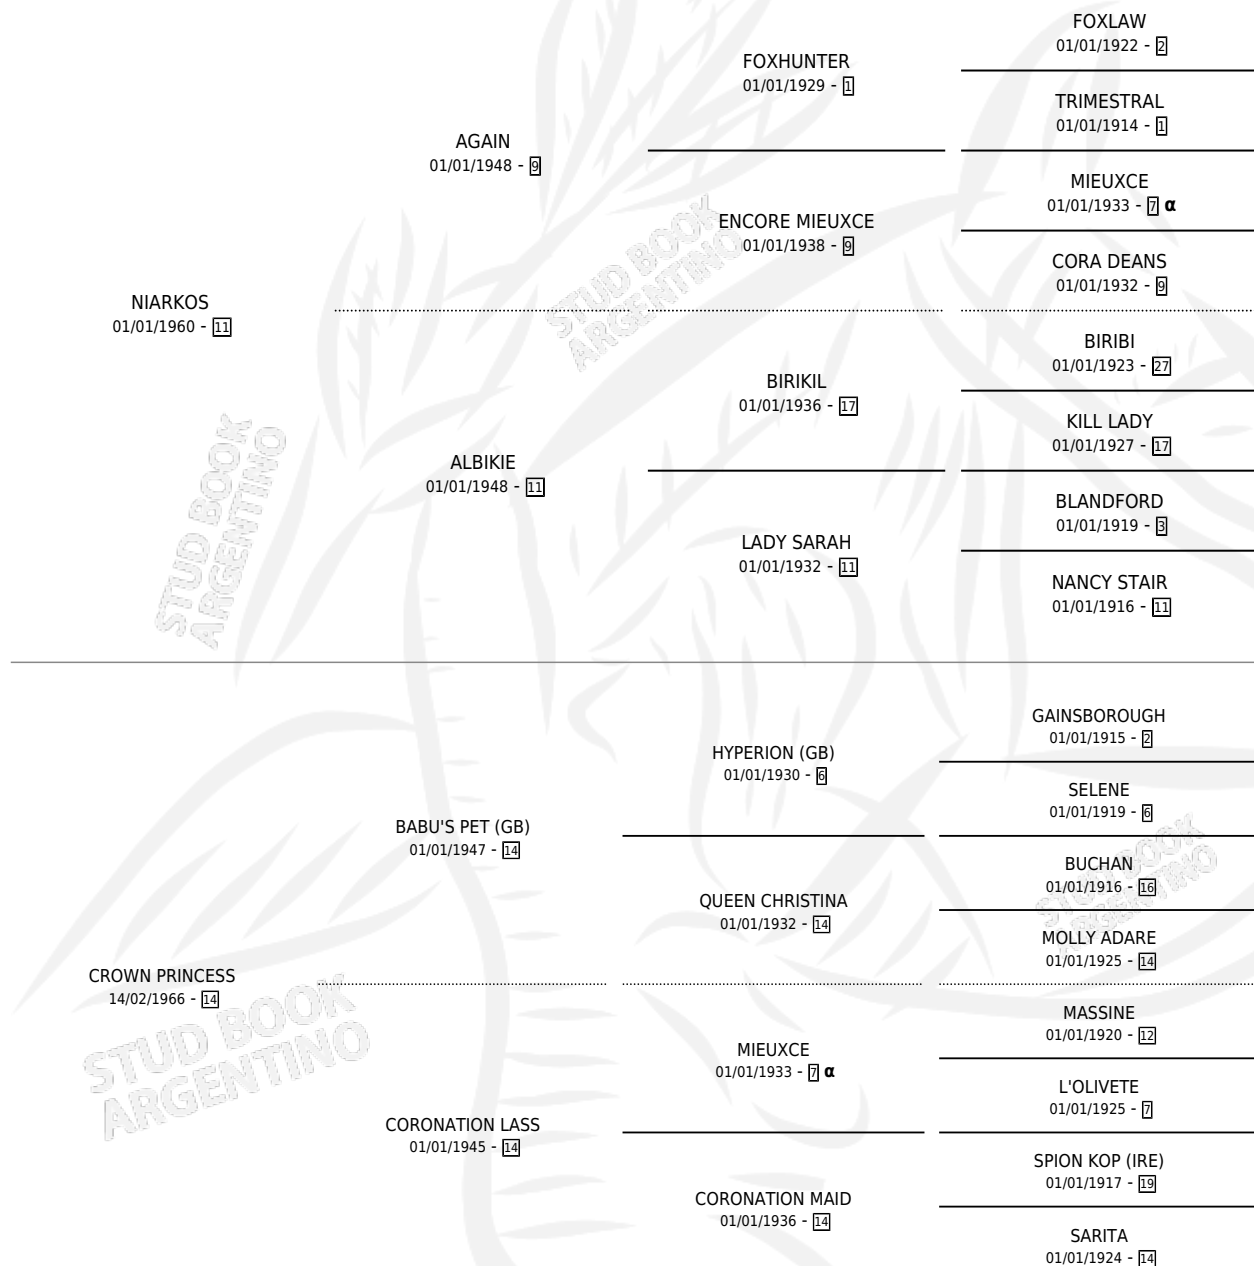 FOXLAW
01/01/1922 - 2
FOXHUNTER
01/01/1929 - 1
TRIMESTRAL
01/01/1914 - 1
AGAIN
01/01/1948 - 9
MIEUXCE
01/01/1933 - 7 α
ENCORE MIEUXCE
01/01/1938 - 9
CORA DEANS
01/01/1932 - 9
NIARKOS
01/01/1960 - 11
BIRIBI
01/01/1923 - 27
BIRIKIL
01/01/1936 - 17
KILL LADY
01/01/1927 - 17
ALBIKIE
01/01/1948 - 11
BLANDFORD
01/01/1919 - 3
LADY SARAH
01/01/1932 - 11
NANCY STAIR
01/01/1916 - 11
GAINSBOROUGH
01/01/1915 - 2
HYPERION (GB)
01/01/1930 - 6
SELENE
01/01/1919 - 6
BABU'S PET (GB)
01/01/1947 - 14
BUCHAN
01/01/1916 - 16
QUEEN CHRISTINA
01/01/1932 - 14
MOLLY ADARE
01/01/1925 - 14
CROWN PRINCESS
14/02/1966 - 14
MASSINE
01/01/1920 - 12
MIEUXCE
01/01/1933 - 7 α
L'OLIVETE
01/01/1925 - 7
CORONATION LASS
01/01/1945 - 14
SPION KOP (IRE)
01/01/1917 - 19
CORONATION MAID
01/01/1936 - 14
SARITA
01/01/1924 - 14
STUD BOOK
ARGENTINO
STUD BOOK
ARGENTINO
STUD BOOK
ARGENTINO
STUD BOOK
ARGENTINO